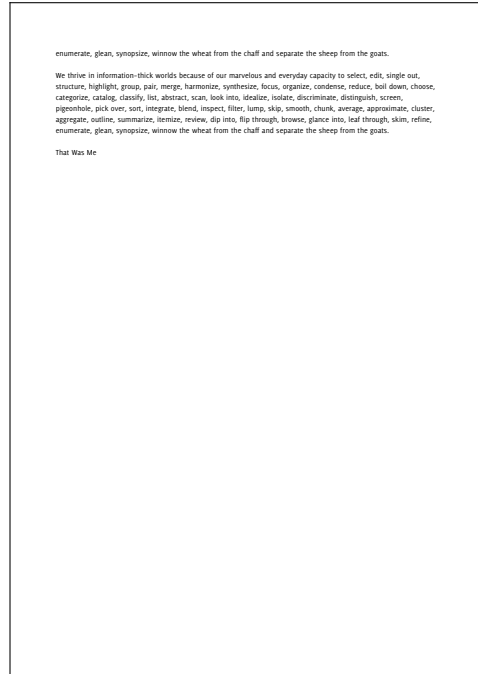 enumerate, glean, synopsize, winnow the wheat from the chaff and separate the sheep from the goats.
We thrive in information-thick worlds because of our marvelous and everyday capacity to select, edit, single out,
structure, highlight, group, pair, merge, harmonize, synthesize, focus, organize, condense, reduce, boil down, choose,
categorize, catalog, classify, list, abstract, scan, look into, idealize, isolate, discriminate, distinguish, screen,
pigeonhole, pick over, sort, integrate, blend, inspect, filter, lump, skip, smooth, chunk, average, approximate, cluster,
aggregate, outline, summarize, itemize, review, dip into, flip through, browse, glance into, leaf through, skim, refine,
enumerate, glean, synopsize, winnow the wheat from the chaff and separate the sheep from the goats.
That Was Me